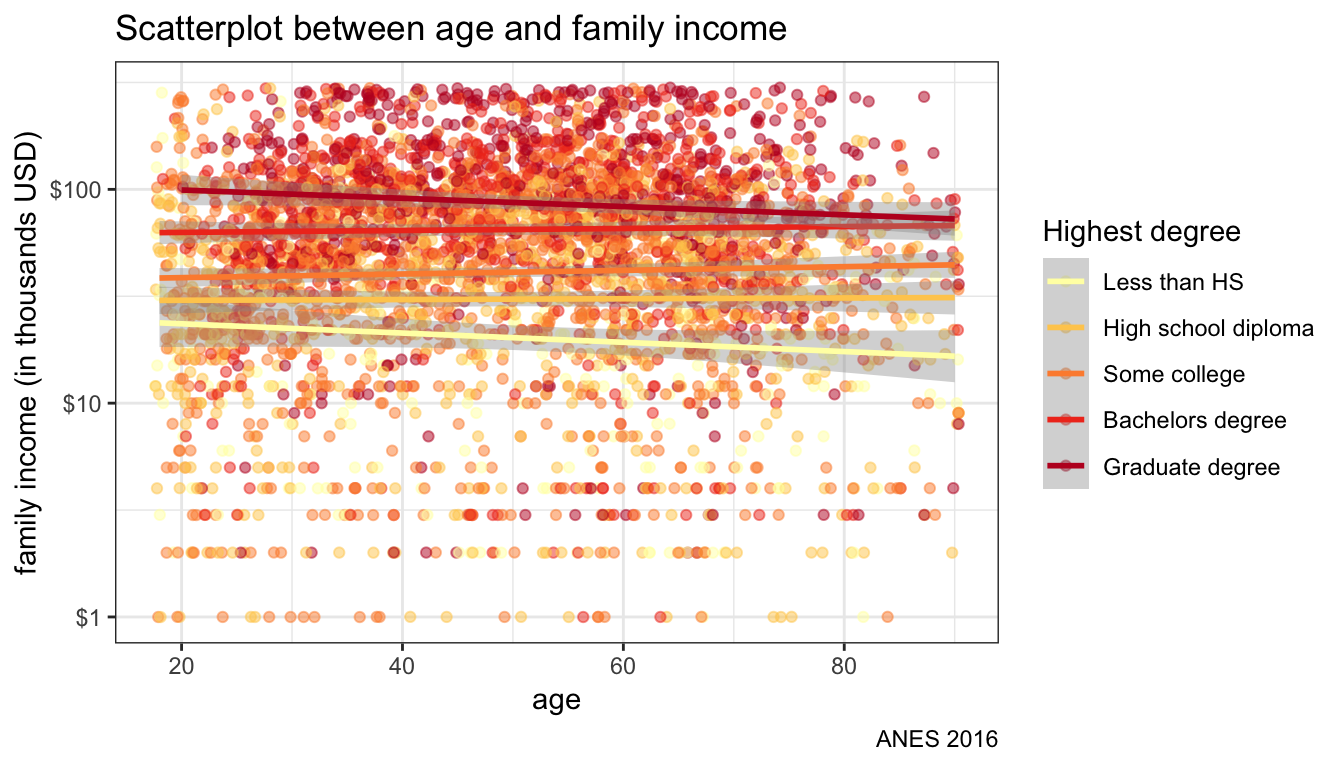 Scatterplot between age and family income
family income (in thousands USD)
$100
$10
$1
20
40
60
80
age
Highest degree
Less than HS
High school diploma
Some college
Bachelors degree
Graduate degree
ANES 2016